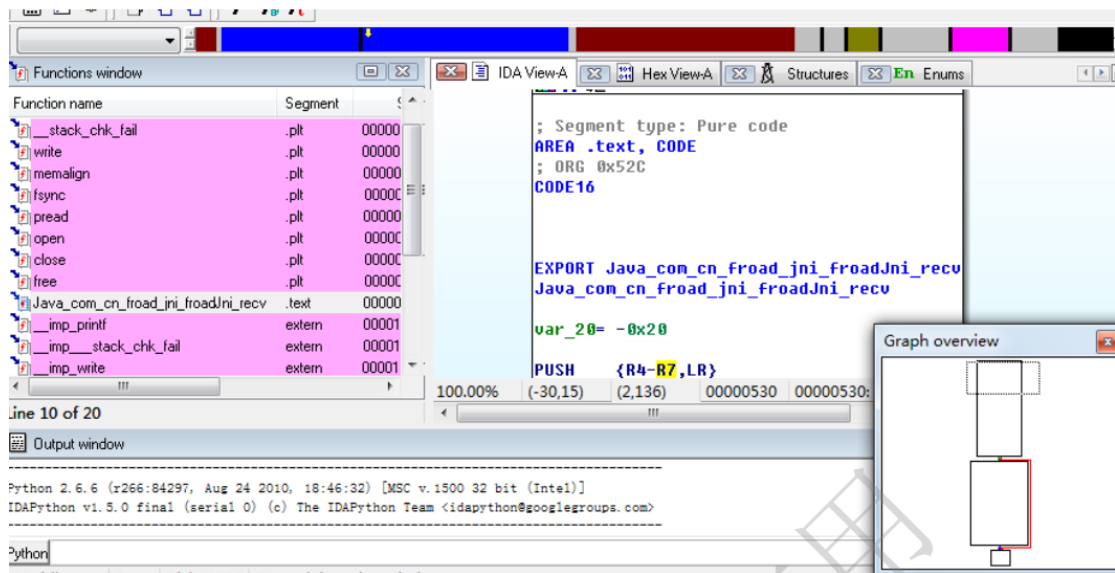 Functions window
IDA View-A
Hex View-A
Structures
En Enums
Function name Segment
__stack_chk_fail .plt 00000
write .plt 00000
memalign .plt 00000
fsync .plt 00000
pread .plt 00000
open .plt 00000
close .plt 00000
free .plt 00000
Java_com_cn_froad_jni_froadJni_recv .text 00000
__imp_printf extern 00001
__imp___stack_chk_fail extern 00001
__imp_write extern 00001
Line 10 of 20
; Segment type: Pure code
AREA .text, CODE
; ORG 0x52C
CODE16
EXPORT Java_com_cn_froad_jni_froadJni_recv
Java_com_cn_froad_jni_froadJni_recv
var_20= -0x20
PUSH {R4-R7,LR}
100.00% (-30,15) (2,136) 00000530 00000530:
Graph overview
Output window
Python 2.6.6 (r266:84297, Aug 24 2010, 18:46:32) [MSC v.1500 32 bit (Intel)]
IDAPython v1.5.0 final (serial 0) (c) The IDAPython Team <idapython@googlegroups.com>
Python